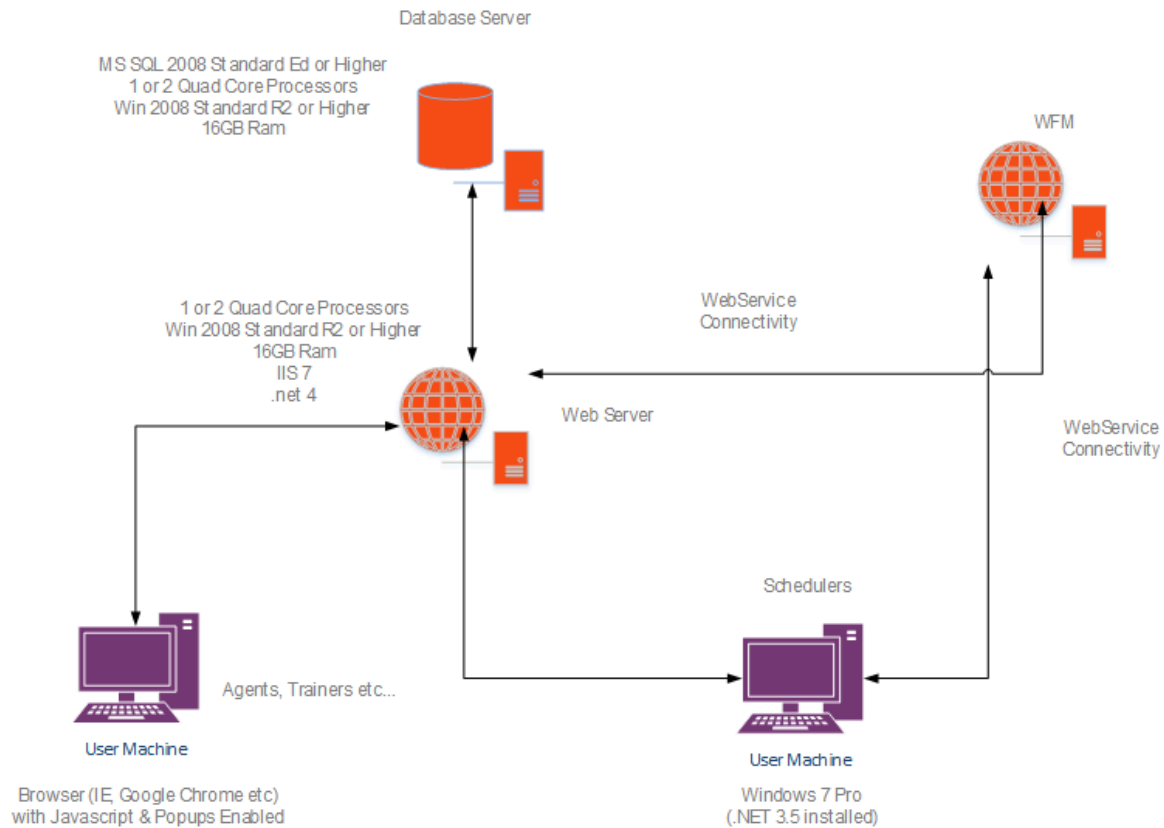 Database Server
MS SQL 2008 Standard Ed or Higher
1 or 2 Quad Core Processors
Win 2008 Standard R2 or Higher
16GB Ram
WFM
1 or 2 Quad Core Processors
Win 2008 Standard R2 or Higher
16GB Ram
IIS 7
.net 4
WebService
Connectivity
Web Server
WebService
Connectivity
Schedulers
Agents, Trainers etc...
User Machine
Browser (IE, Google Chrome etc)
with Javascript & Popups Enabled
User Machine
Windows 7 Pro
(.NET 3.5 installed)